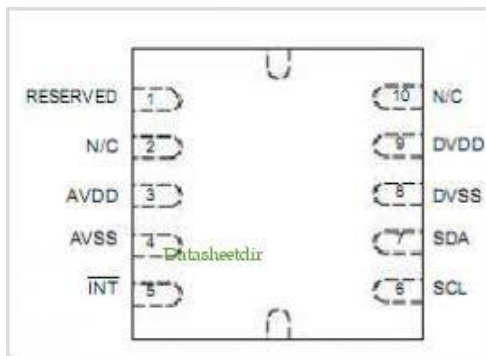 RESERVED 1 10 N/C
N/C 2 9 DVDD
AVDD 3 8 DVSS
AVSS 4 7 SDA
Datasheetdir
INT 5 6 SCL